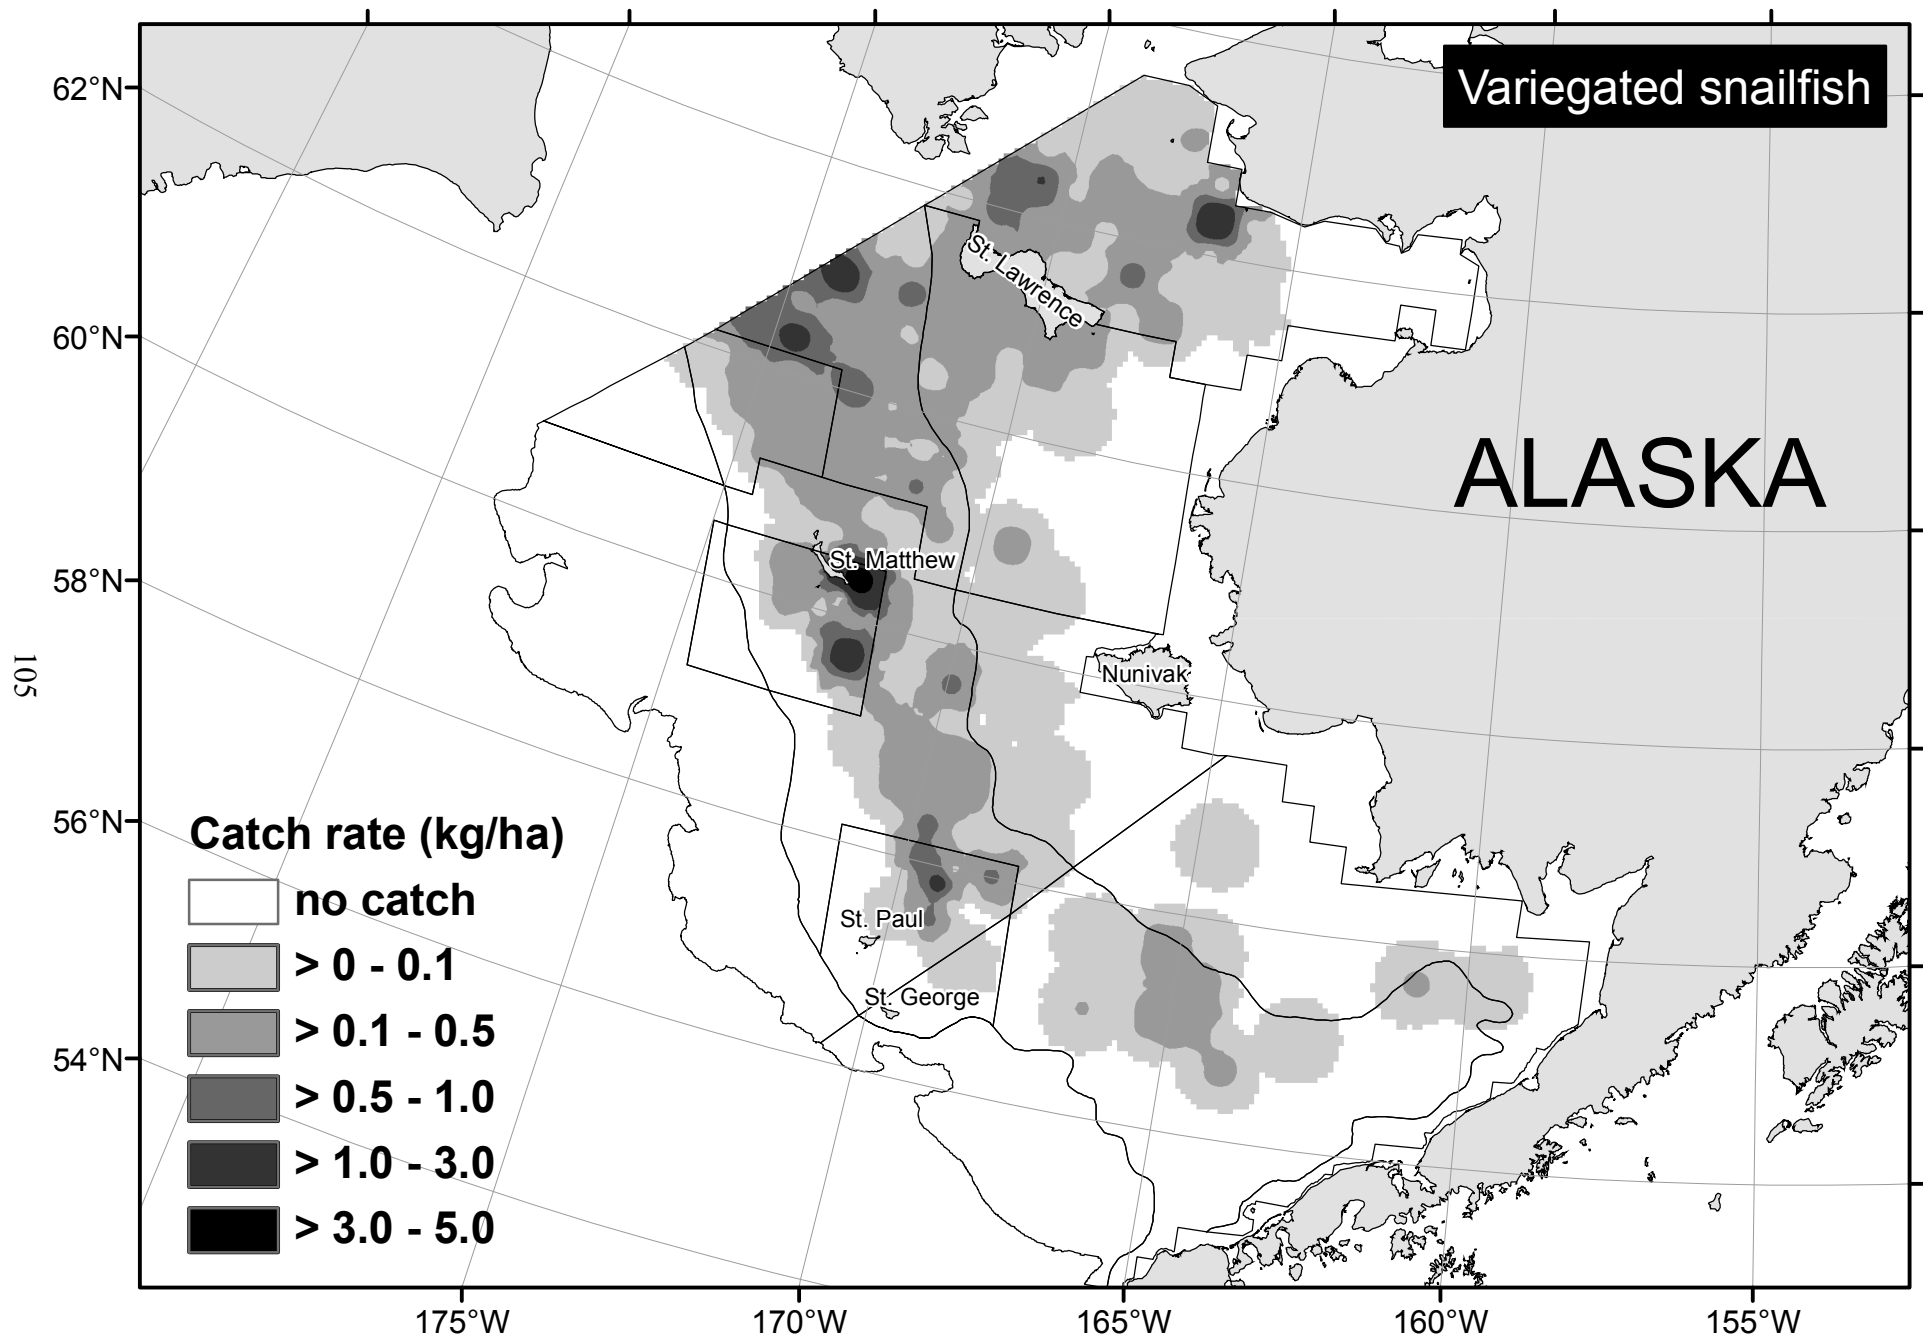 Variegated snailfish
62°N
60°N
58°N
56°N
54°N
St. Lawrence
ALASKA
St. Matthew
Nunivak
St. Paul
St. George
105
Catch rate (kg/ha)
no catch
> 0 - 0.1
> 0.1 - 0.5
> 0.5 - 1.0
> 1.0 - 3.0
> 3.0 - 5.0
175°W
170°W
165°W
160°W
155°W